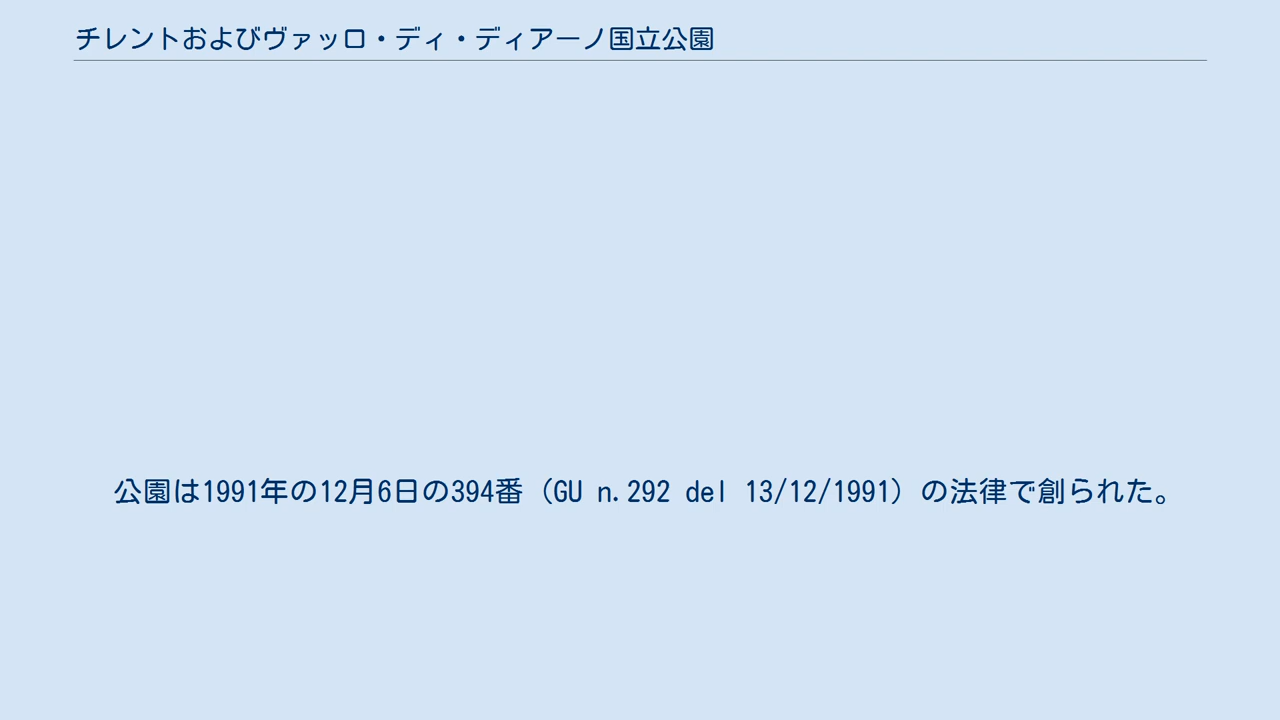 チレントおよびヴァッロ・ディ・ディアーノ国立公園
公園は1991年の12月6日の394番（GU n.292 del 13/12/1991）の法律で創られた。